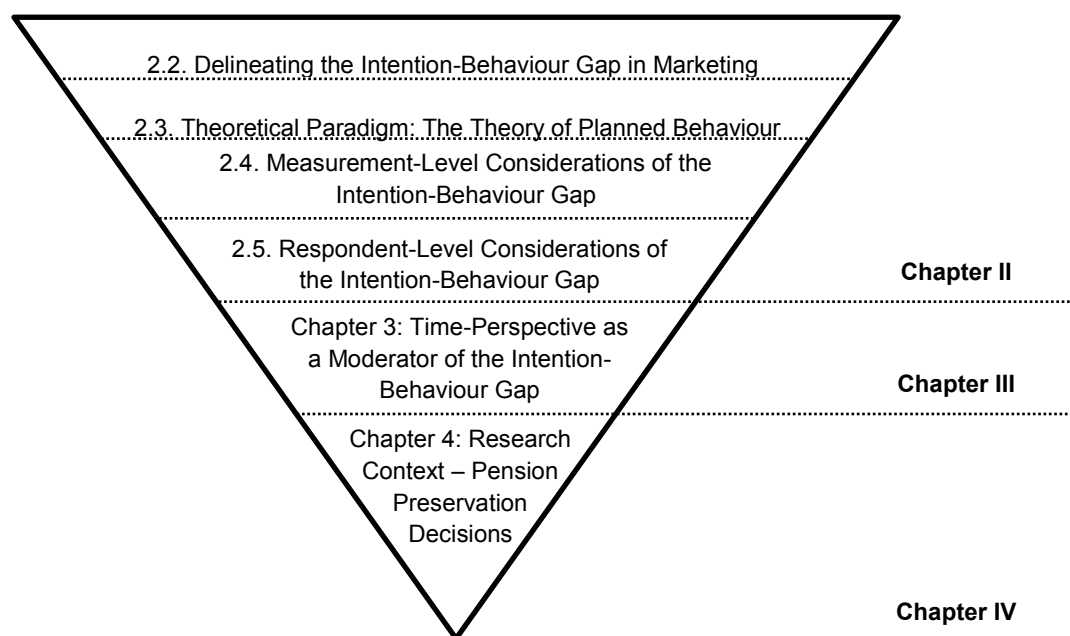 2.2. Delineating the Intention-Behaviour Gap in Marketing
2.3. Theoretical Paradigm: The Theory of Planned Behaviour
2.4. Measurement-Level Considerations of the
Intention-Behaviour Gap
2.5. Respondent-Level Considerations of
the Intention-Behaviour Gap
Chapter II
Chapter 3: Time-Perspective as
a Moderator of the Intention-
Behaviour Gap
Chapter III
Chapter 4: Research
Context – Pension
Preservation
Decisions
Chapter IV